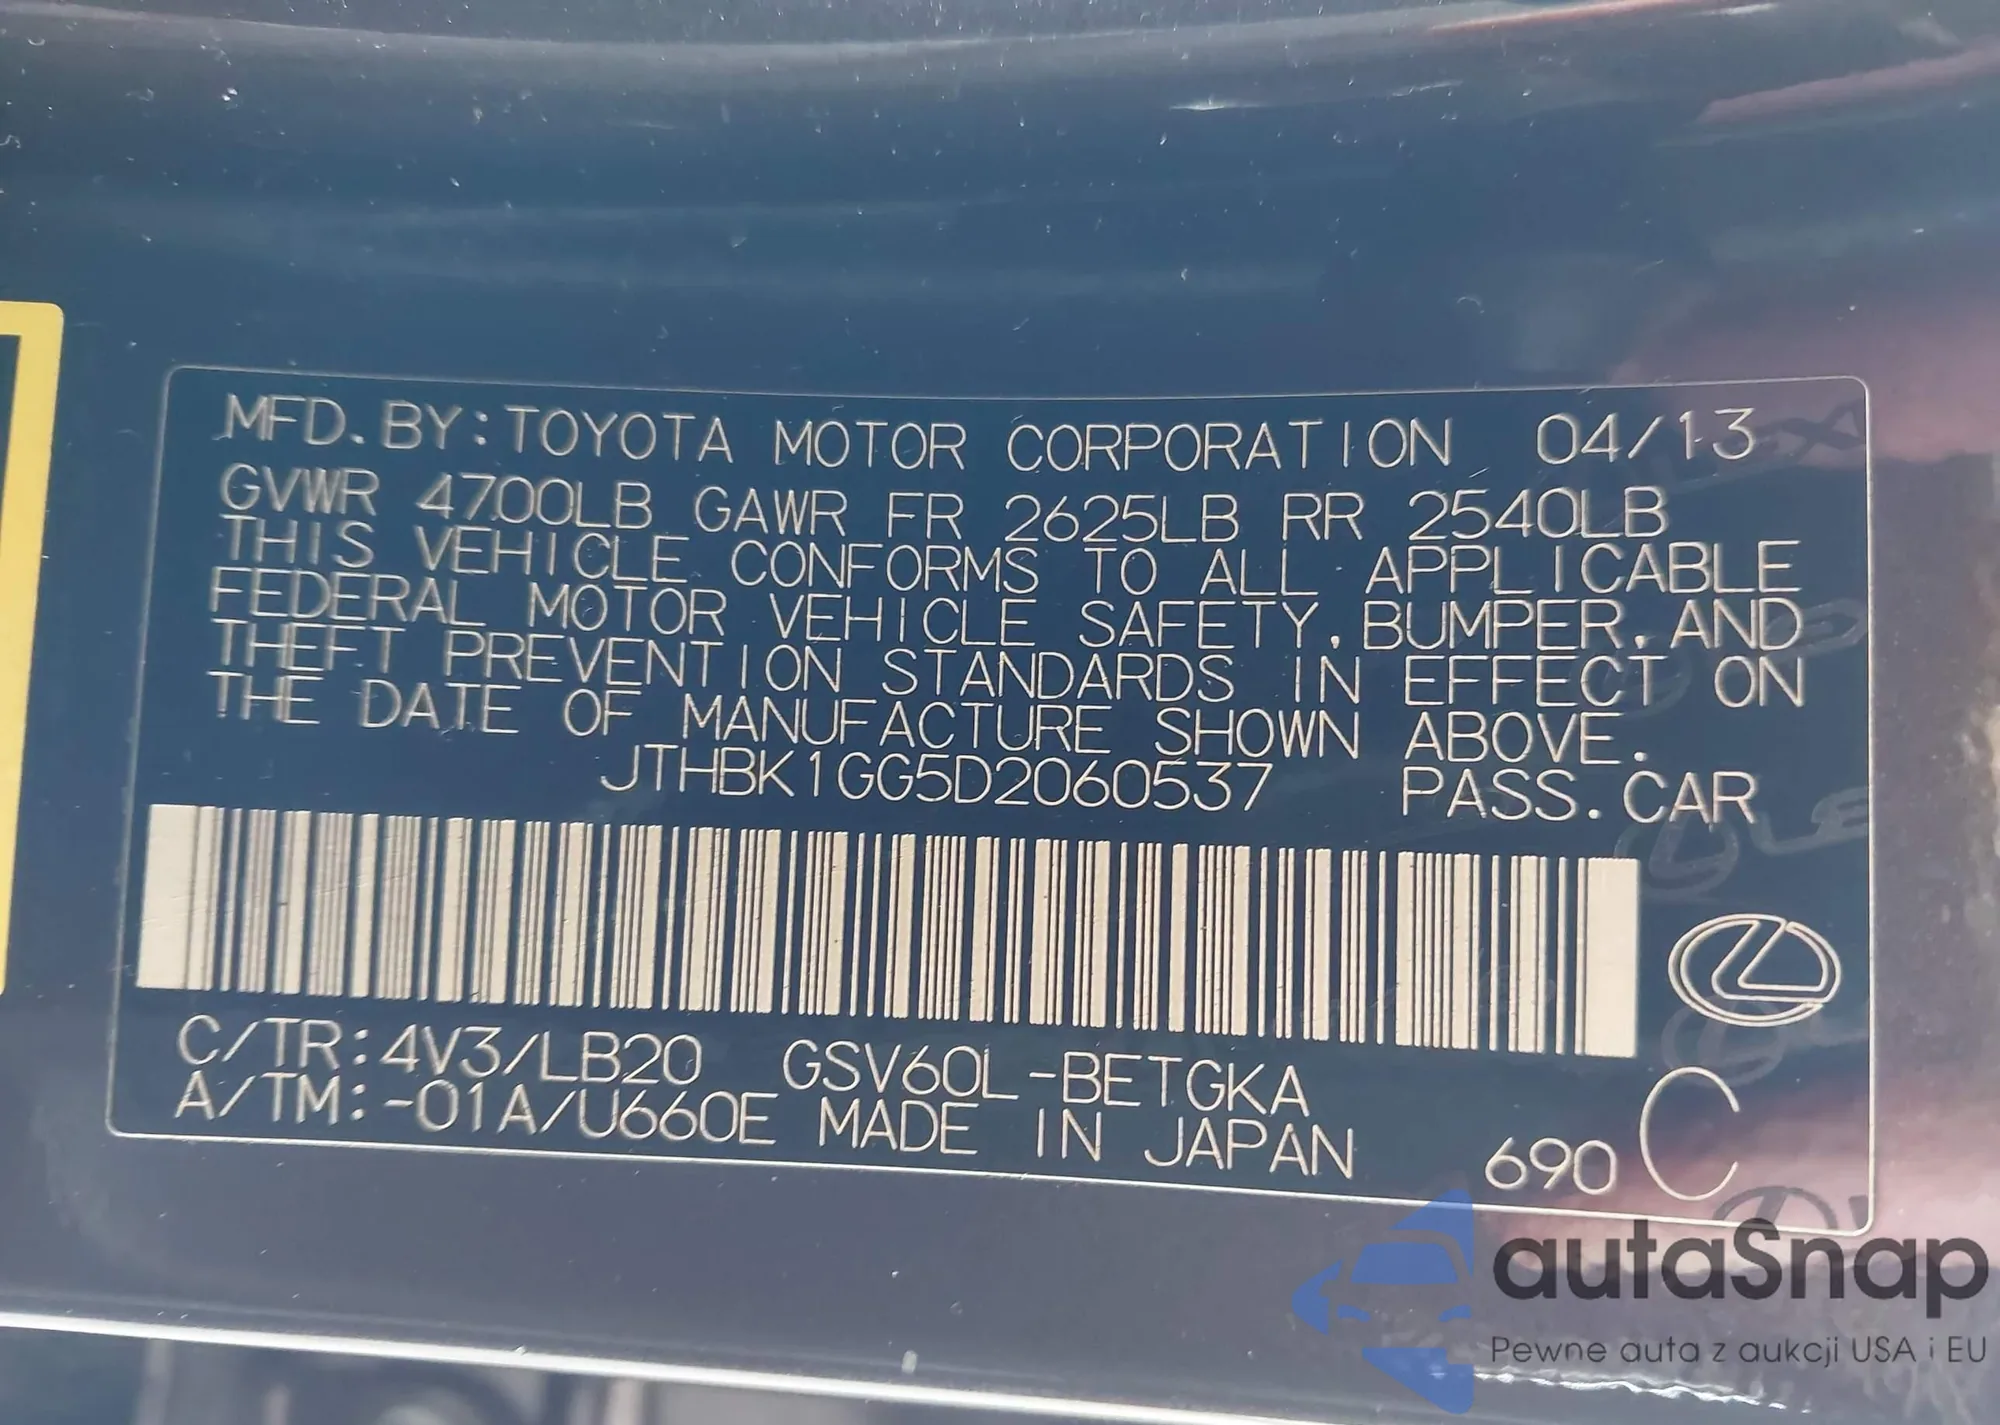 MFD. BY: TOYOTA MOTOR CORPORATION 04/13
GVWR 4700LB GAWR FR 2625LB RR 2540LB
THIS VEHICLE CONFORMS TO ALL APPLICABLE
FEDERAL MOTOR VEHICLE SAFETY, BUMPER, AND
THEFT PREVENTION STANDARDS IN EFFECT ON
THE DATE OF MANUFACTURE SHOWN ABOVE.
JTHBK1GG5D2060537 PASS. CAR
C/TR: 4V3/LB20 GSV60L-BETGKA
A/TM: -01A/U660E MADE IN JAPAN 690 C
autaSnap
Pewne auta z aukcji USA i EU